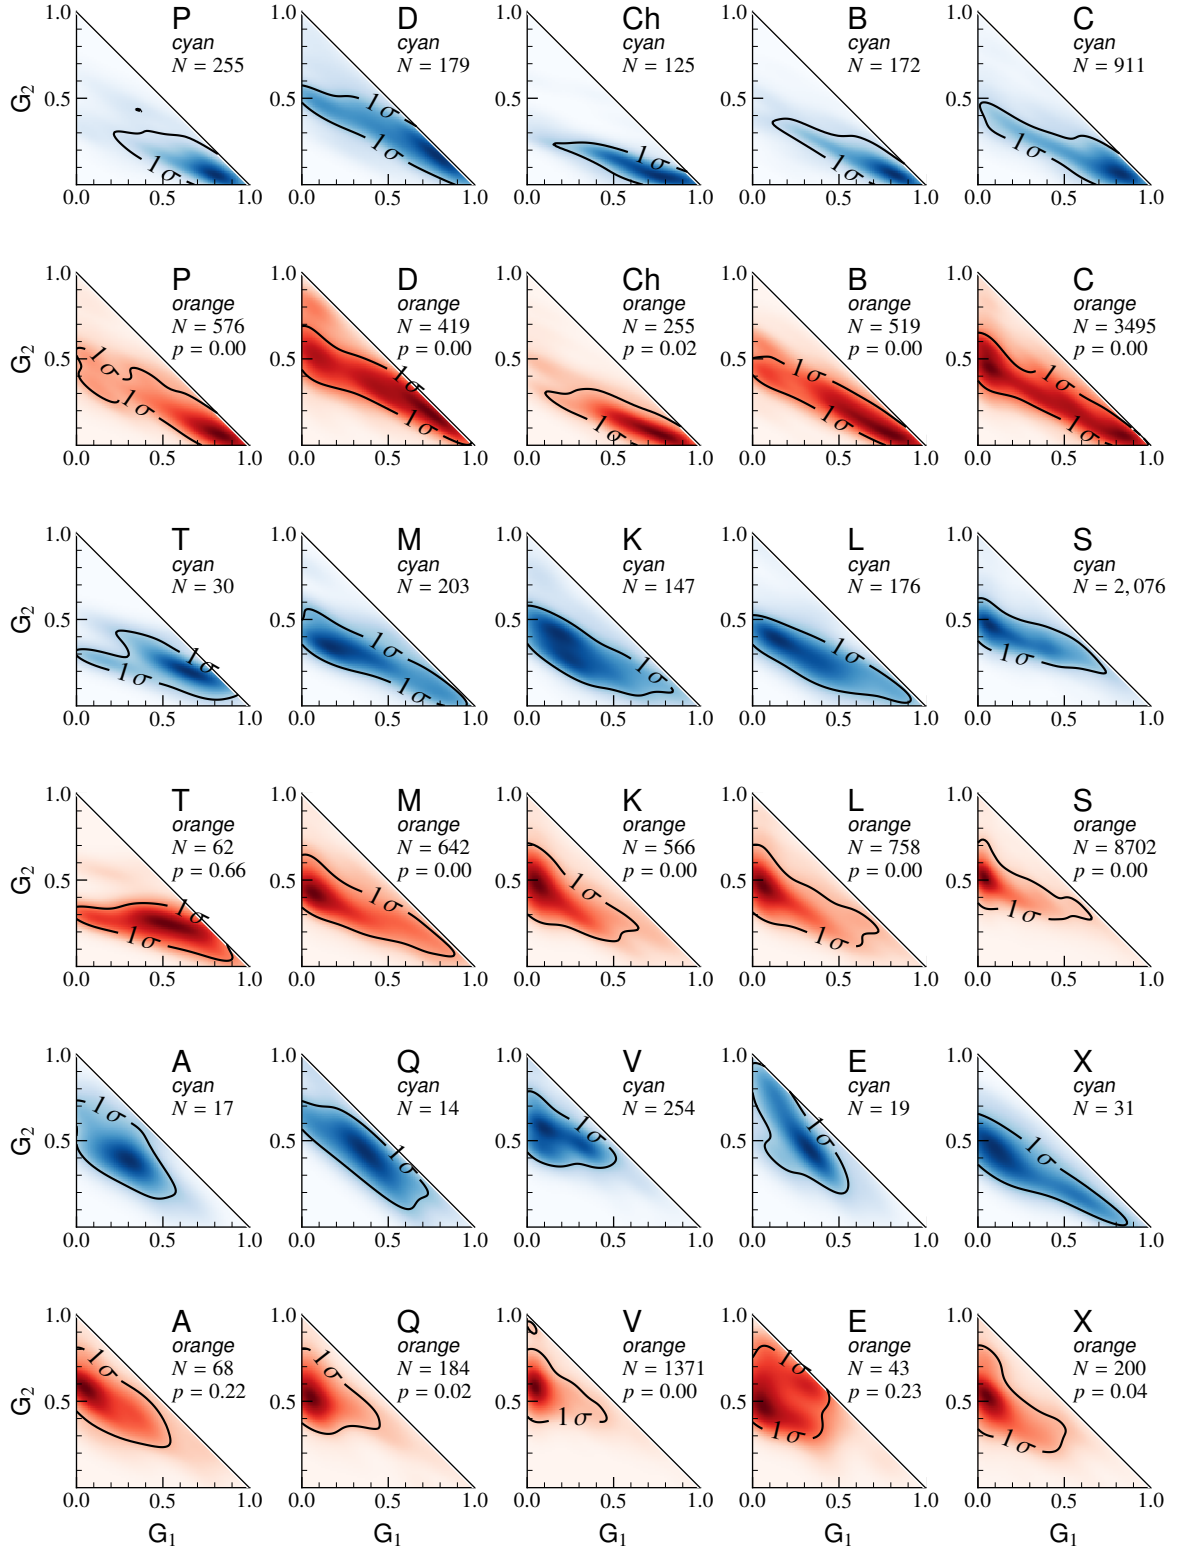 1.0 P D Ch B C
cyan cyan cyan cyan cyan
N = 255 N = 179 N = 125 N = 172 N = 911
G₂ 0.5
1σ 1σ 1σ 1σ 1σ 1σ
0.0 0.5 1.0 0.0 0.5 1.0 0.0 0.5 1.0 0.0 0.5 1.0 0.0 0.5 1.0
1.0 P 1.0 D 1.0 Ch 1.0 B 1.0 C
orange orange orange orange orange
N = 576 N = 419 N = 255 N = 519 N = 3495
p = 0.00 p = 0.00 p = 0.02 p = 0.00 p = 0.00
G₂ 0.5 0.5 0.5 0.5 0.5
1σ 1σ 1σ 1σ 1σ 1σ 1σ 1σ 1σ
0.0 0.5 1.0 0.0 0.5 1.0 0.0 0.5 1.0 0.0 0.5 1.0 0.0 0.5 1.0
1.0 T 1.0 M 1.0 K 1.0 L 1.0 S
cyan cyan cyan cyan cyan
N = 30 N = 203 N = 147 N = 176 N = 2,076
G₂ 0.5 0.5 0.5 0.5 0.5
1σ 1σ 1σ 1σ 1σ 1σ 1σ
0.0 0.5 1.0 0.0 0.5 1.0 0.0 0.5 1.0 0.0 0.5 1.0 0.0 0.5 1.0
1.0 T 1.0 M 1.0 K 1.0 L 1.0 S
orange orange orange orange orange
N = 62 N = 642 N = 566 N = 758 N = 8702
p = 0.66 p = 0.00 p = 0.00 p = 0.00 p = 0.00
G₂ 0.5 0.5 0.5 0.5 0.5
1σ 1σ 1σ 1σ 1σ 1σ 1σ
0.0 0.5 1.0 0.0 0.5 1.0 0.0 0.5 1.0 0.0 0.5 1.0 0.0 0.5 1.0
1.0 A 1.0 Q 1.0 V 1.0 E 1.0 X
cyan cyan cyan cyan cyan
N = 17 N = 14 N = 254 N = 19 N = 31
G₂ 0.5 0.5 0.5 0.5 0.5
1σ 1σ 1σ 1σ 1σ
0.0 0.5 1.0 0.0 0.5 1.0 0.0 0.5 1.0 0.0 0.5 1.0 0.0 0.5 1.0
1.0 A 1.0 Q 1.0 V 1.0 E 1.0 X
orange orange orange orange orange
N = 68 N = 184 N = 1371 N = 43 N = 200
p = 0.22 p = 0.02 p = 0.00 p = 0.23 p = 0.04
G₂ 0.5 0.5 0.5 0.5 0.5
1σ 1σ 1σ 1σ 1σ 1σ
0.0 0.5 1.0 0.0 0.5 1.0 0.0 0.5 1.0 0.0 0.5 1.0 0.0 0.5 1.0
G₁ G₁ G₁ G₁ G₁